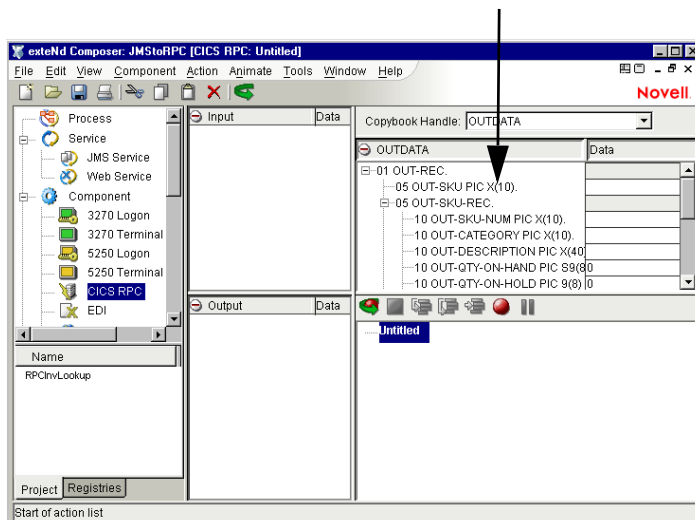 exteNd Composer: JMStoRPC [CICS RPC: Untitled]
File Edit View Component Action Animate Tools Window Help
Novell.
Process
Service
JMS Service
Web Service
Component
3270 Logon
3270 Terminal
5250 Logon
5250 Terminal
CICS RPC
EDI
Name
RPCInvLookup
Project Registries
Input Data
Output Data
Copybook Handle: OUTDATA
OUTDATA Data
01 OUT-REC.
05 OUT-SKU PIC X(10).
05 OUT-SKU-REC.
10 OUT-SKU-NUM PIC X(10).
10 OUT-CATEGORY PIC X(10).
10 OUT-DESCRIPTION PIC X(40)
10 OUT-QTY-ON-HAND PIC S9(8 0
10 OUT-QTY-ON-HOLD PIC 9(8) 0
Untitled
Start of action list